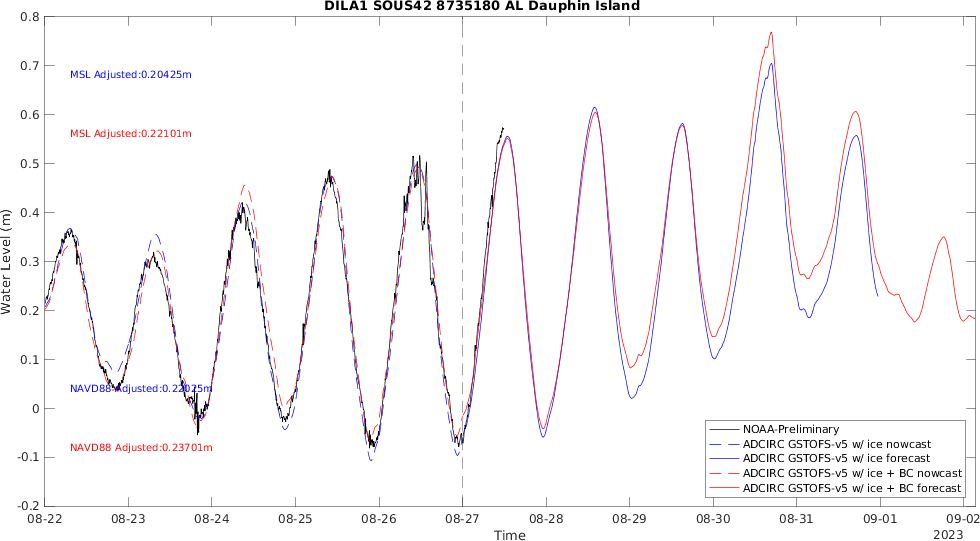 DILA1 SOUS42 8735180 AL Dauphin Island
0.8
0.7
0.6
0.5
0.4
0.3
0.2
0.1
0
-0.1
-0.2
Water Level (m)
MSL Adjusted:0.20425m
MSL Adjusted:0.22101m
NAVD88 Adjusted:0.22025m
NAVD88 Adjusted:0.23701m
NOAA-Preliminary
ADCIRC GSTOFS-v5 w/ ice nowcast
ADCIRC GSTOFS-v5 w/ ice forecast
ADCIRC GSTOFS-v5 w/ ice + BC nowcast
ADCIRC GSTOFS-v5 w/ ice + BC forecast
08-22 08-23 08-24 08-25 08-26 08-27 08-28 08-29 08-30 08-31 09-01 09-02
Time
2023